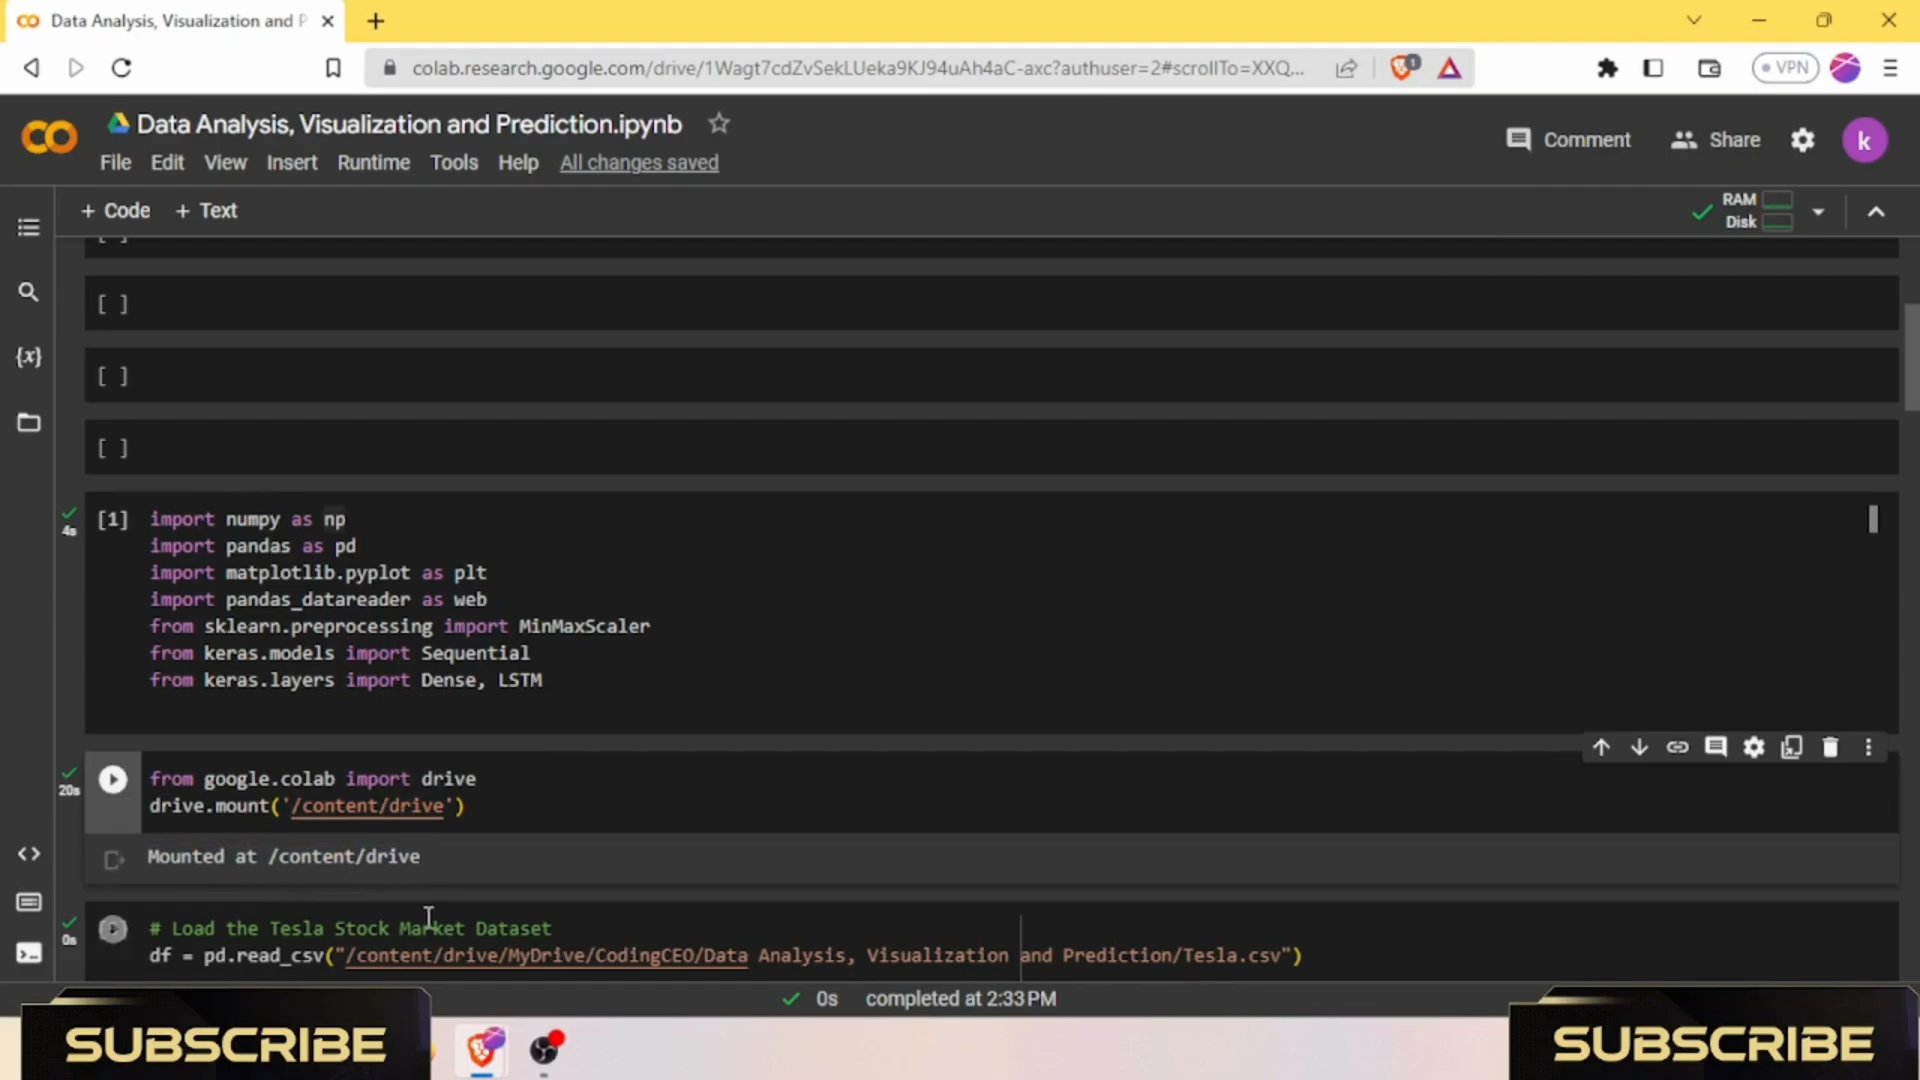 Data Analysis, Visualization and P
colab.research.google.com/drive/1Wagt7cdZvSekLUeka9KJ94uAh4aC-axc?authuser=2#scrollTo=XXQ...
1
VPN
Data Analysis, Visualization and Prediction.ipynb
File Edit View Insert Runtime Tools Help All changes saved
Comment Share k
+ Code + Text
RAM
Disk
[ ]
[ ]
[ ]
[ ]
{x}
4s
[1] import numpy as np
import pandas as pd
import matplotlib.pyplot as plt
import pandas_datareader as web
from sklearn.preprocessing import MinMaxScaler
from keras.models import Sequential
from keras.layers import Dense, LSTM
20s
from google.colab import drive
drive.mount('/content/drive')
Mounted at /content/drive
0s
# Load the Tesla Stock Market Dataset
df = pd.read_csv("/content/drive/MyDrive/CodingCEO/Data Analysis, Visualization and Prediction/Tesla.csv")
0s completed at 2:33 PM
SUBSCRIBE SUBSCRIBE